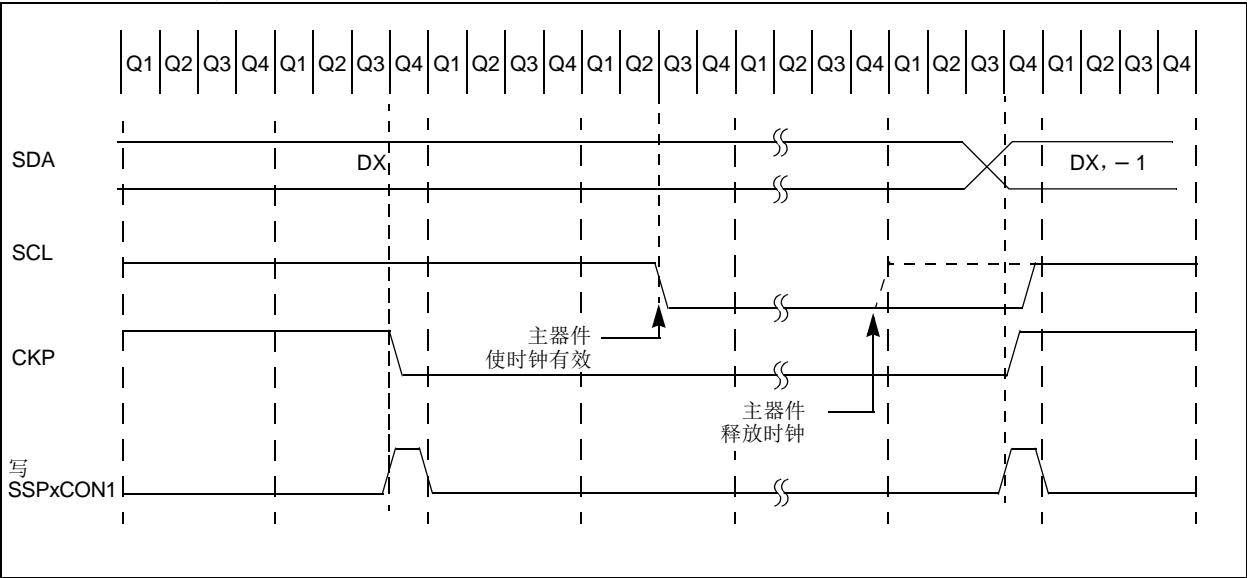 Q1 Q2 Q3 Q4 Q1 Q2 Q3 Q4 Q1 Q2 Q3 Q4 Q1 Q2 Q3 Q4 Q1 Q2 Q3 Q4 Q1 Q2 Q3 Q4 Q1 Q2 Q3 Q4
SDA
DX
DX，－1
SCL
主器件
使时钟有效
CKP
主器件
释放时钟
写
SSPxCON1